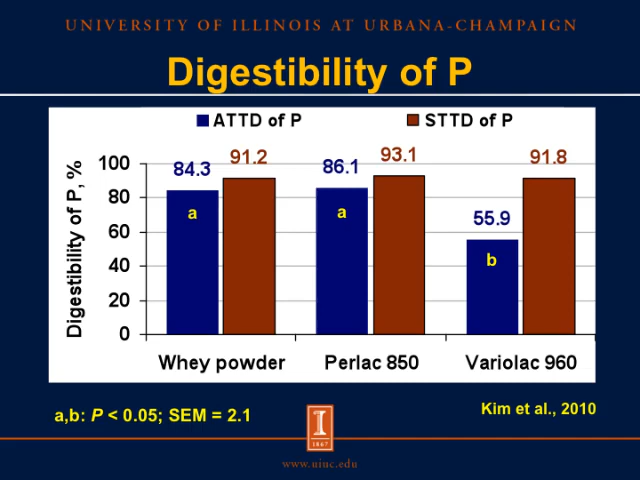 UNIVERSITY OF ILLINOIS AT URBANA-CHAMPAIGN
Digestibility of P
ATTD of P STTD of P
Digestibility of P, %
100
80
60
40
20
0
84.3 91.2 86.1 93.1 55.9 91.8
a a b
Whey powder Perlac 850 Variolac 960
a,b: P < 0.05; SEM = 2.1
Kim et al., 2010
I
1867
www.uiuc.edu